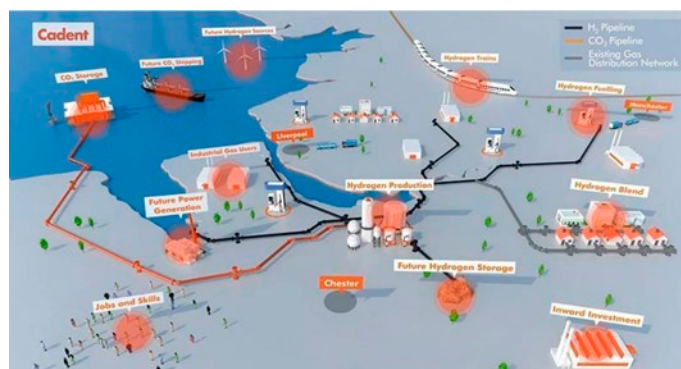 Cadent
Future Hydrogen Sources
H₂ Pipeline
CO₂ Pipeline
Existing Gas
Distribution Network
CO₂ Storage
Future CO₂ Shipping
Hydrogen Trains
Hydrogen Fuelling
Manchester
Liverpool
Industrial Gas Users
Hydrogen Production
Hydrogen Blend
Future Power
Generation
Future Hydrogen Storage
Chester
Jobs and Skills
Inward Investment